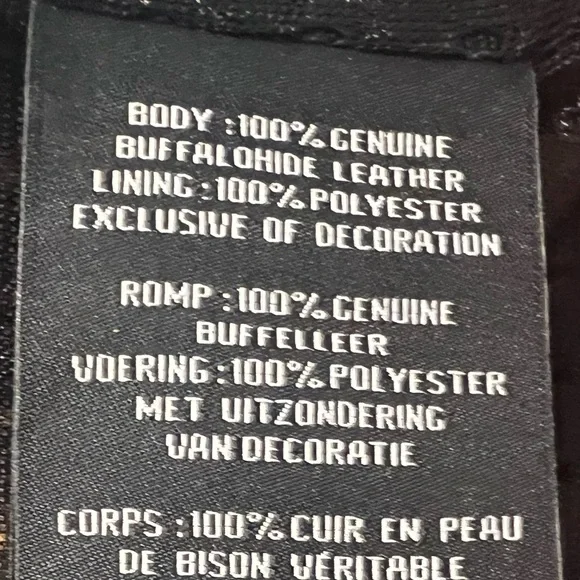 BODY :100% GENUINE
BUFFALOHIDE LEATHER
LINING :100% POLYESTER
EXCLUSIVE OF DECORATION
ROMP :100% GENUINE
BUFFELLEER
VOERING :100% POLYESTER
MET UITZONDERING
VAN DECORATIE
CORPS :100% CUIR EN PEAU
DE BISON VÉRITABLE